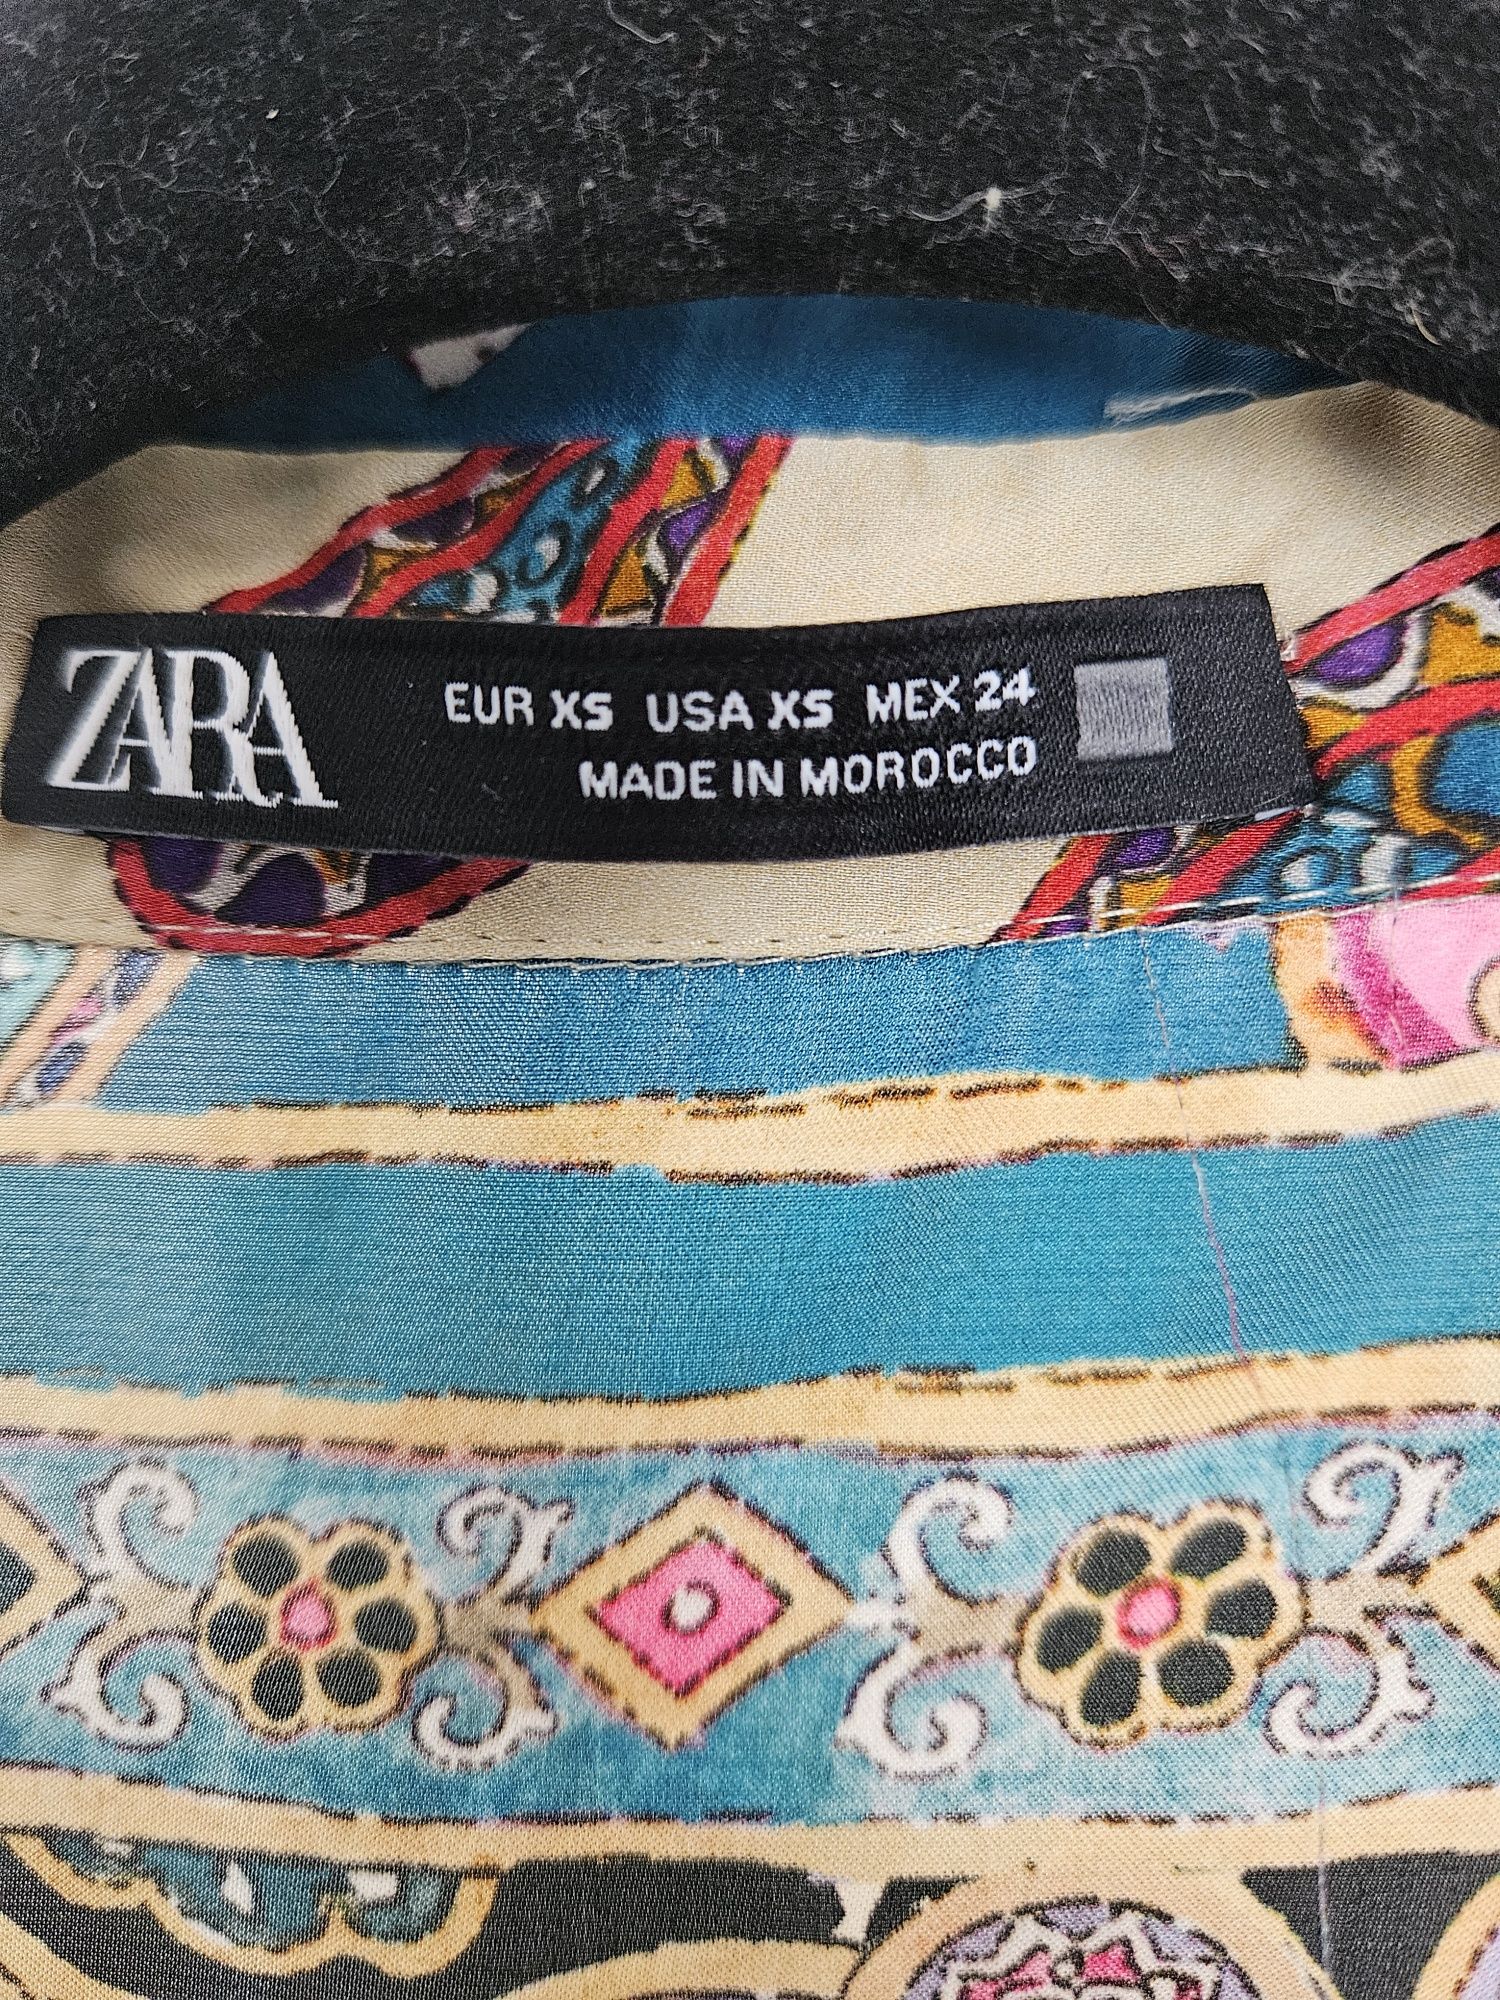 ZARA
EUR XS USA XS MEX 24
MADE IN MOROCCO